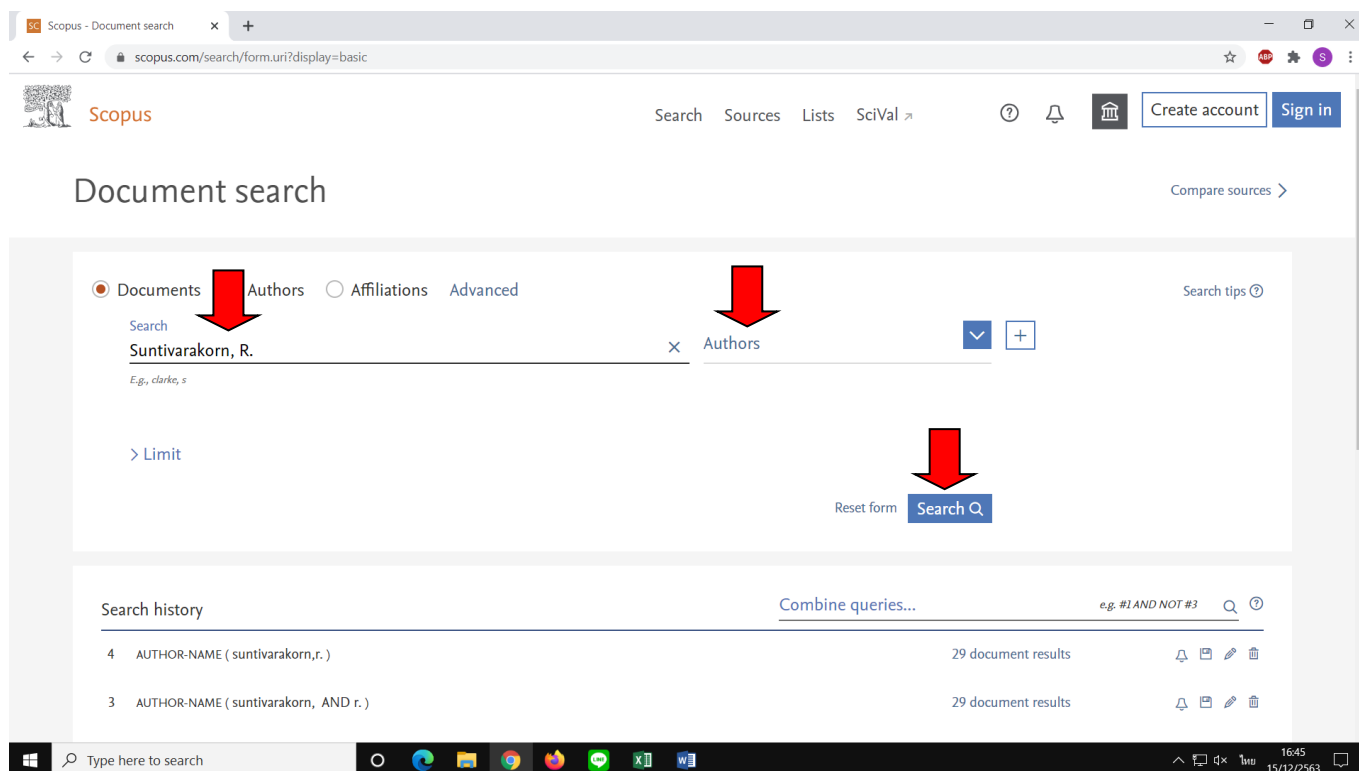 SC Scopus - Document search × +
scopus.com/search/form.uri?display=basic ABP S
Scopus Search Sources Lists SciVal Create account Sign in
Document search Compare sources
Documents Authors Affiliations Advanced Search tips
Search
Suntivarakorn, R. Authors
E.g., clarke, s
Limit
Reset form Search
Search history Combine queries... e.g. #1 AND NOT #3
4 AUTHOR-NAME ( suntivarakorn,r. ) 29 document results
3 AUTHOR-NAME ( suntivarakorn, AND r. ) 29 document results
Type here to search LINE ไทย 16:45
15/12/2563